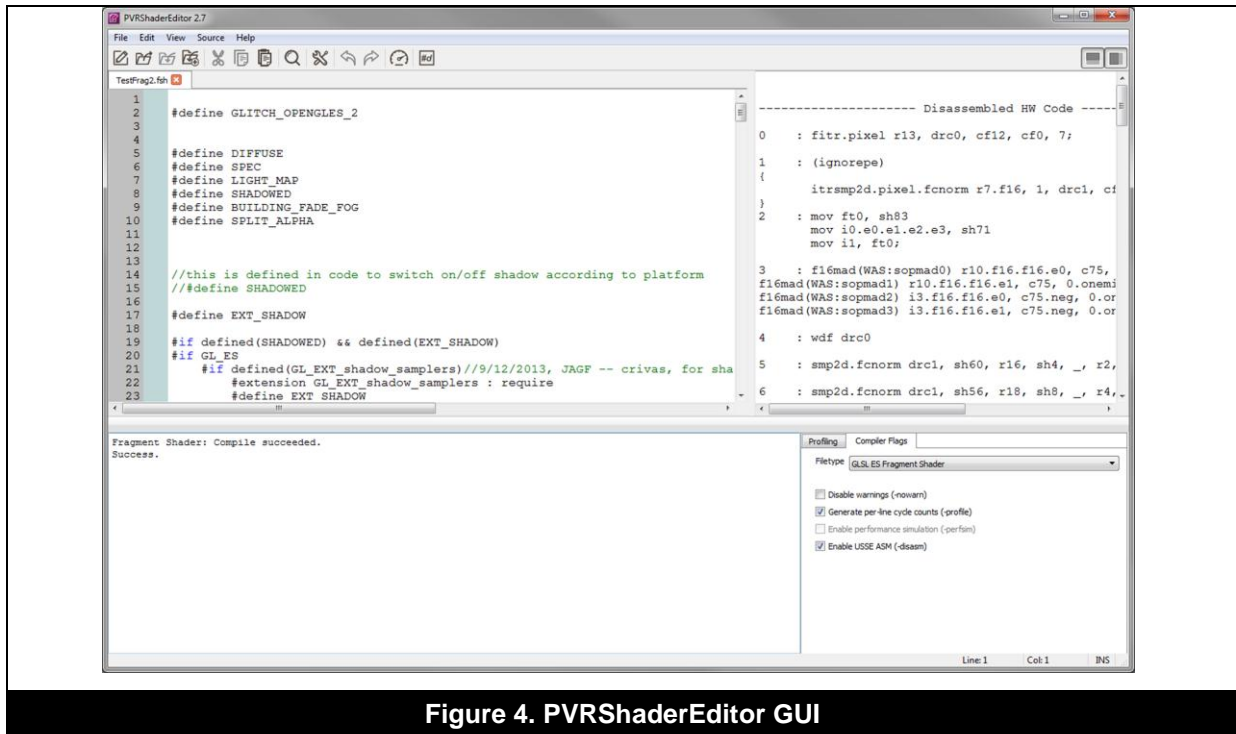 PVRShaderEditor 2.7
File Edit View Source Help
#d
TestFrag2.fsh
1
2 #define GLITCH_OPENGLES_2
3
4
5 #define DIFFUSE
6 #define SPEC
7 #define LIGHT_MAP
8 #define SHADOWED
9 #define BUILDING_FADE_FOG
10 #define SPLIT_ALPHA
11
12
13
14 //this is defined in code to switch on/off shadow according to platform
15 //#define SHADOWED
16
17 #define EXT_SHADOW
18
19 #if defined(SHADOWED) && defined(EXT_SHADOW)
20 #if GL_ES
21 #if defined(GL_EXT_shadow_samplers)//9/12/2013, JAGF -- crivas, for sha
22 #extension GL_EXT_shadow_samplers : require
23 #define EXT_SHADOW
--------------------- Disassembled HW Code -----
0 : fitr.pixel r13, drc0, cf12, cf0, 7;
1 : (ignorepe)
{
itrsmp2d.pixel.fcnorm r7.f16, 1, drc1, cf
}
2 : mov ft0, sh83
mov i0.e0.e1.e2.e3, sh71
mov i1, ft0;
3 : f16mad(WAS:sopmad0) r10.f16.f16.e0, c75,
f16mad(WAS:sopmad1) r10.f16.f16.e1, c75, 0.onemi
f16mad(WAS:sopmad2) i3.f16.f16.e0, c75.neg, 0.or
f16mad(WAS:sopmad3) i3.f16.f16.e1, c75.neg, 0.or
4 : wdf drc0
5 : smp2d.fcnorm drc1, sh60, r16, sh4, _, r2,
6 : smp2d.fcnorm drc1, sh56, r18, sh8, _, r4,
Fragment Shader: Compile succeeded.
Success.
Profiling Compiler Flags
Filetype GLSL ES Fragment Shader
Disable warnings (-nowarn)
Generate per-line cycle counts (-profile)
Enable performance simulation (-perfsim)
Enable USSE ASM (-disasm)
Line: 1 Col: 1 INS
Figure 4. PVRShaderEditor GUI